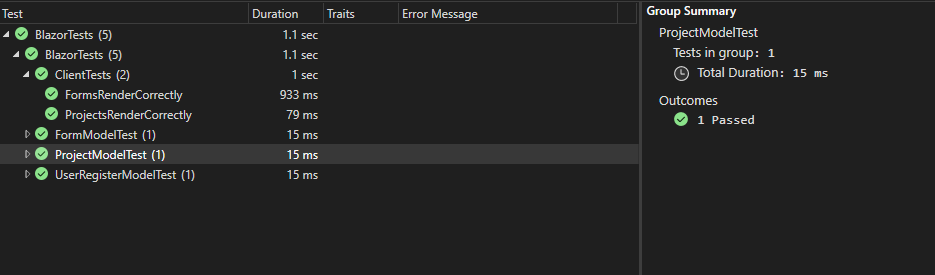 Test Duration Traits Error Message
BlazorTests (5) 1.1 sec
BlazorTests (5) 1.1 sec
ClientTests (2) 1 sec
FormsRenderCorrectly 933 ms
ProjectsRenderCorrectly 79 ms
FormModelTest (1) 15 ms
ProjectModelTest (1) 15 ms
UserRegisterModelTest (1) 15 ms
Group Summary
ProjectModelTest
Tests in group: 1
Total Duration: 15 ms
Outcomes
1 Passed